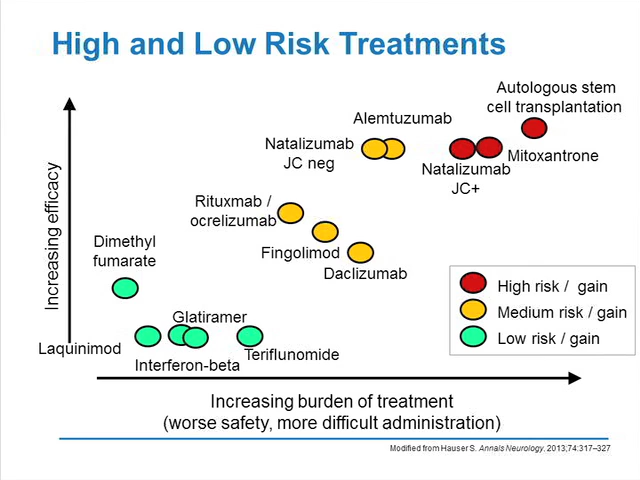 High and Low Risk Treatments
Autologous stem
cell transplantation
Alemtuzumab
Natalizumab
JC neg
Mitoxantrone
Natalizumab
JC+
Rituxmab /
ocrelizumab
Fingolimod
Daclizumab
Dimethyl
fumarate
Glatiramer
Laquinimod
Interferon-beta
Teriflunomide
Increasing efficacy
High risk / gain
Medium risk / gain
Low risk / gain
Increasing burden of treatment
(worse safety, more difficult administration)
Modified from Hauser S. Annals Neurology. 2013;74:317–327